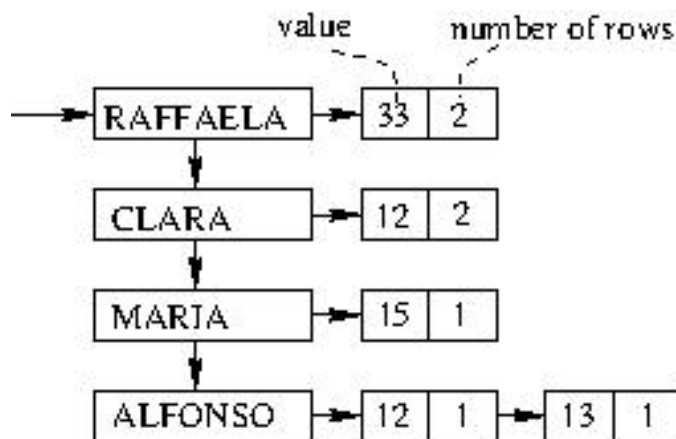 value number of rows
RAFFAELA 33 2
CLARA 12 2
MARIA 15 1
ALFONSO 12 1 13 1